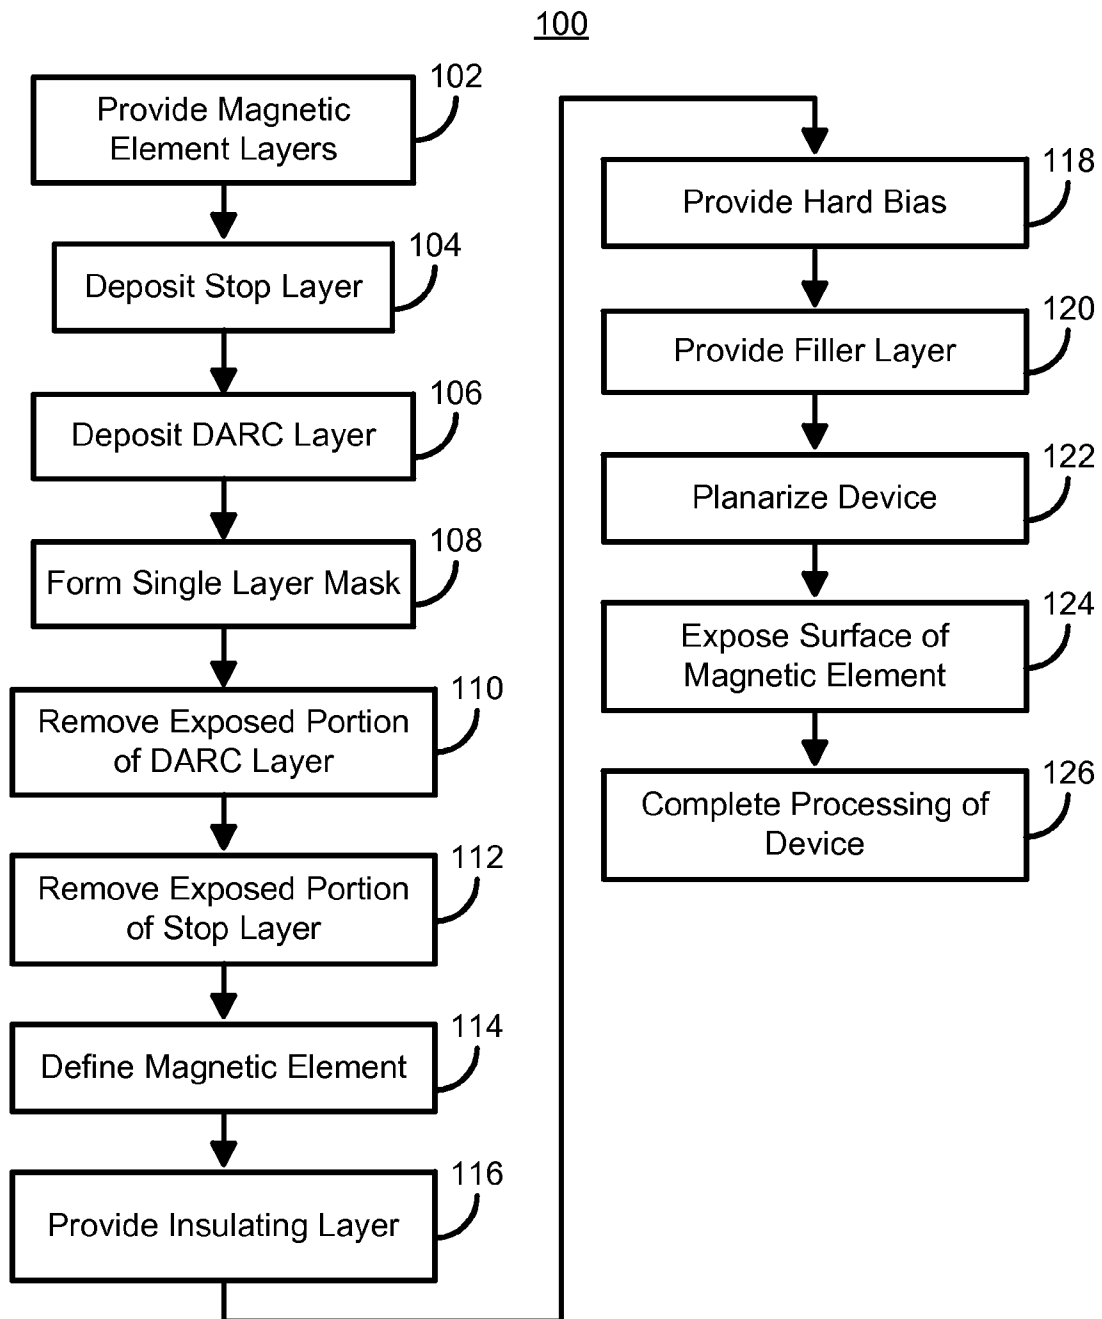 100
102
Provide Magnetic
Element Layers
104
Deposit Stop Layer
106
Deposit DARC Layer
108
Form Single Layer Mask
110
Remove Exposed Portion
of DARC Layer
112
Remove Exposed Portion
of Stop Layer
114
Define Magnetic Element
116
Provide Insulating Layer
118
Provide Hard Bias
120
Provide Filler Layer
122
Planarize Device
124
Expose Surface of
Magnetic Element
126
Complete Processing of
Device